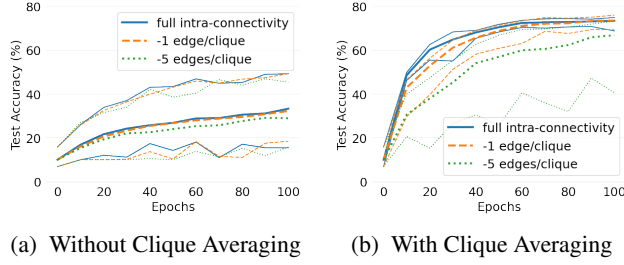 80
60
40
20
0
Test Accuracy (%)
full intra-connectivity
-1 edge/clique
-5 edges/clique
0 20 40 60 80 100
Epochs
(a) Without Clique Averaging
80
60
40
20
0
Test Accuracy (%)
full intra-connectivity
-1 edge/clique
-5 edges/clique
0 20 40 60 80 100
Epochs
(b) With Clique Averaging